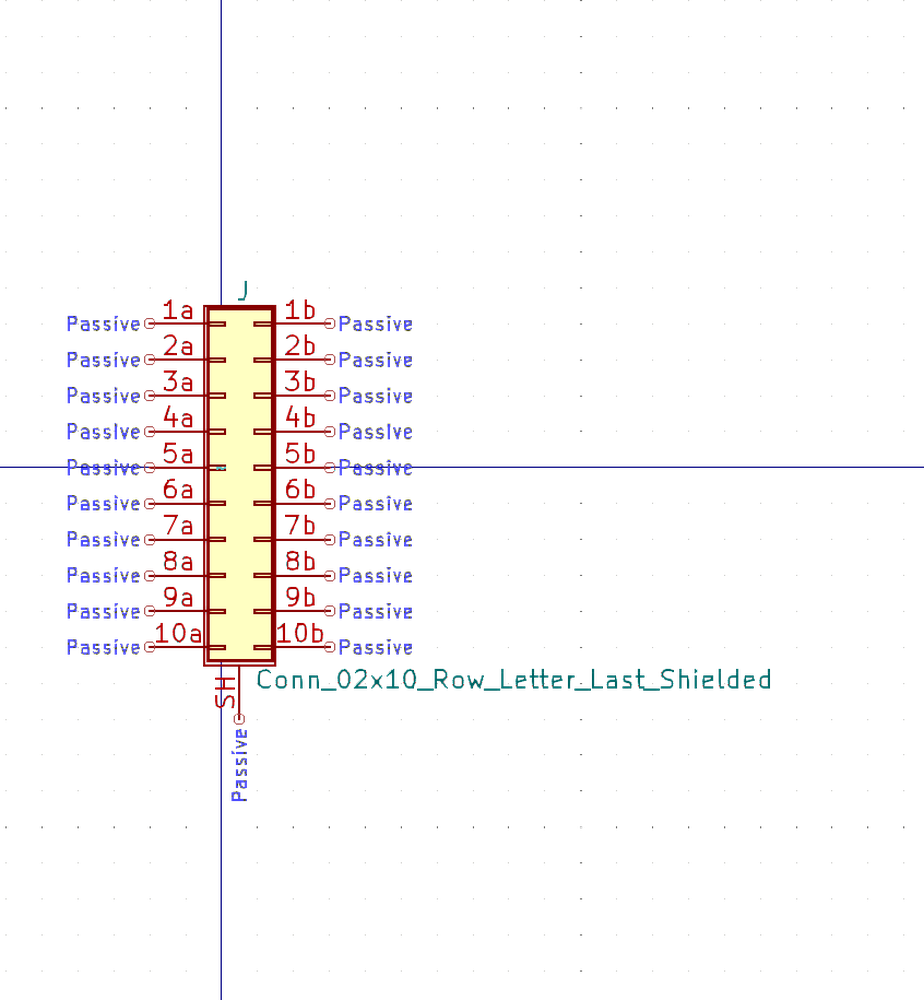 J
Passive 1a 1b Passive
Passive 2a 2b Passive
Passive 3a 3b Passive
Passive 4a 4b Passive
Passive 5a 5b Passive
Passive 6a 6b Passive
Passive 7a 7b Passive
Passive 8a 8b Passive
Passive 9a 9b Passive
Passive 10a 10b Passive
SH
Conn_02x10_Row_Letter_Last_Shielded
Passive